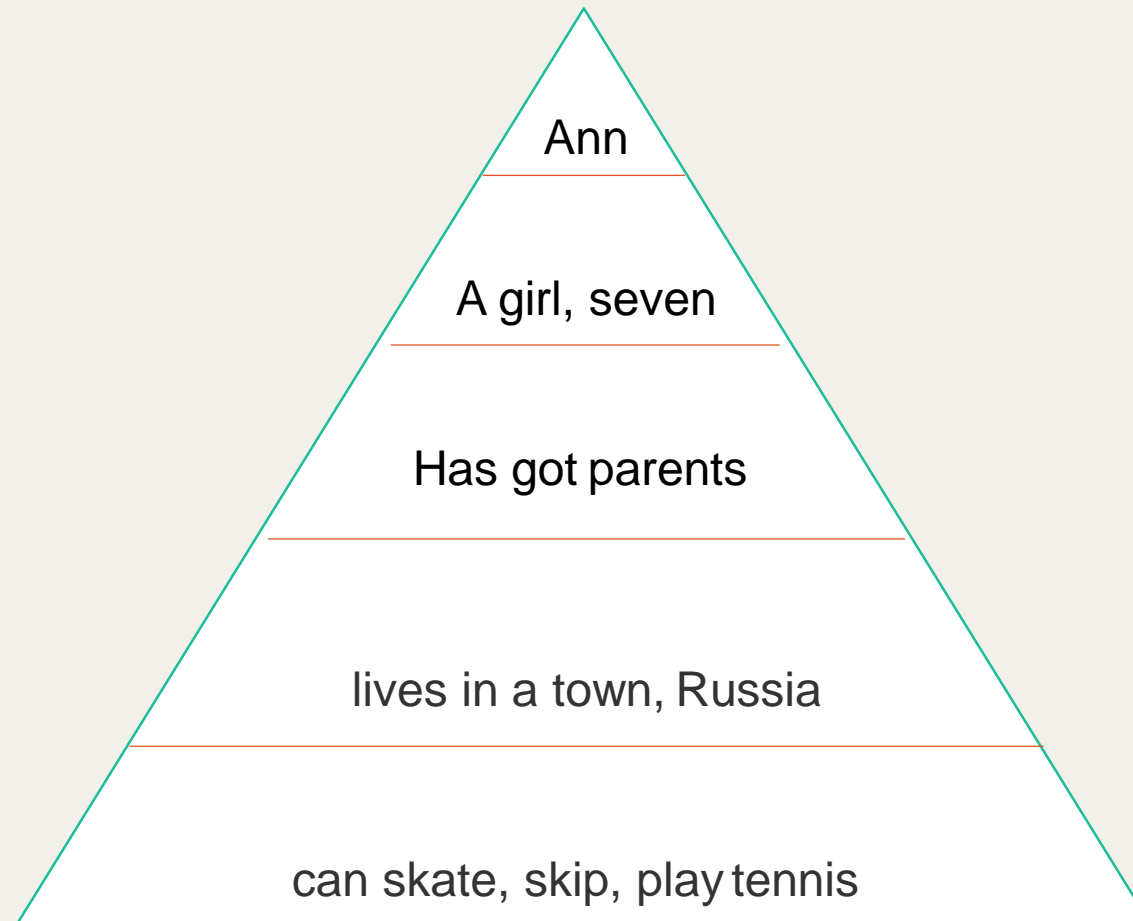 Ann
A girl, seven
Has got parents
lives in a town, Russia
can skate, skip, play tennis